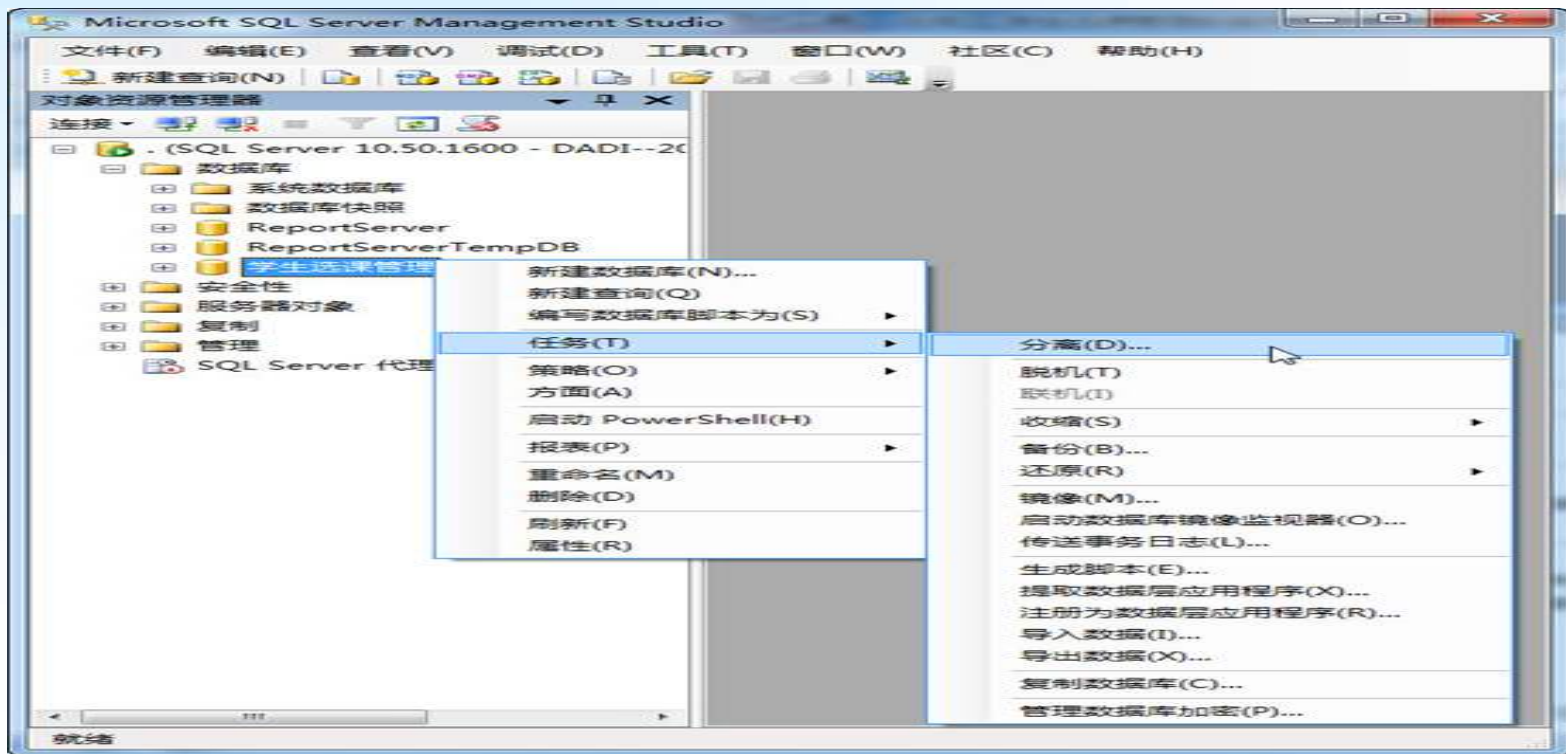 Microsoft SQL Server Management Studio
文件(F) 编辑(E) 查看(V) 调试(D) 工具(T) 窗口(W) 社区(C) 帮助(H)
新建查询(N)
对象资源管理器
连接
. (SQL Server 10.50.1600 - DADI--20
数据库
系统数据库
数据库快照
ReportServer
ReportServerTempDB
学生选课管理
安全性
服务器对象
复制
管理
SQL Server 代理
新建数据库(N)...
新建查询(Q)
编写数据库脚本为(S)
任务(T)
策略(O)
方面(A)
启动 PowerShell(H)
报表(P)
重命名(M)
删除(D)
刷新(F)
属性(R)
分离(D)...
脱机(T)
联机(I)
收缩(S)
备份(B)...
还原(R)
镜像(M)...
启动数据库镜像监视器(O)...
传送事务日志(L)...
生成脚本(E)...
提取数据层应用程序(X)...
注册为数据层应用程序(R)...
导入数据(I)...
导出数据(X)...
复制数据库(C)...
管理数据库加密(P)...
就绪